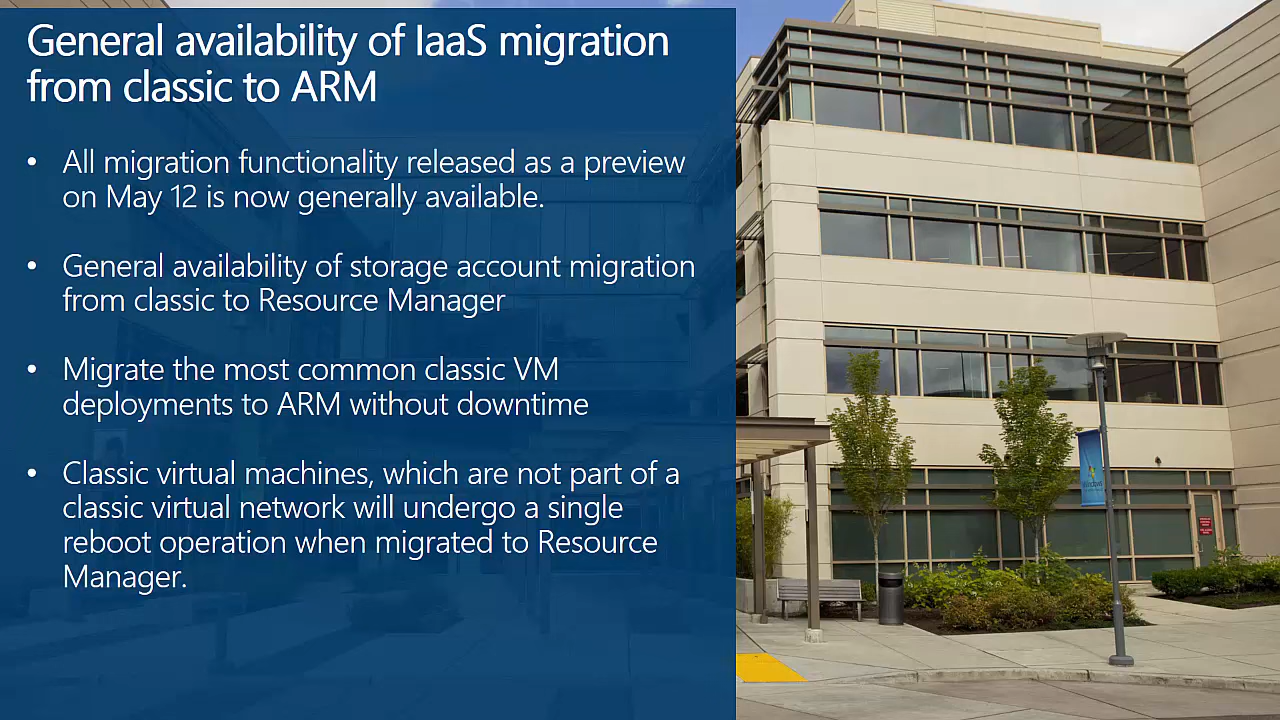 General availability of IaaS migration
from classic to ARM
• All migration functionality released as a preview
on May 12 is now generally available.
• General availability of storage account migration
from classic to Resource Manager
• Migrate the most common classic VM
deployments to ARM without downtime
• Classic virtual machines, which are not part of a
classic virtual network will undergo a single
reboot operation when migrated to Resource
Manager.